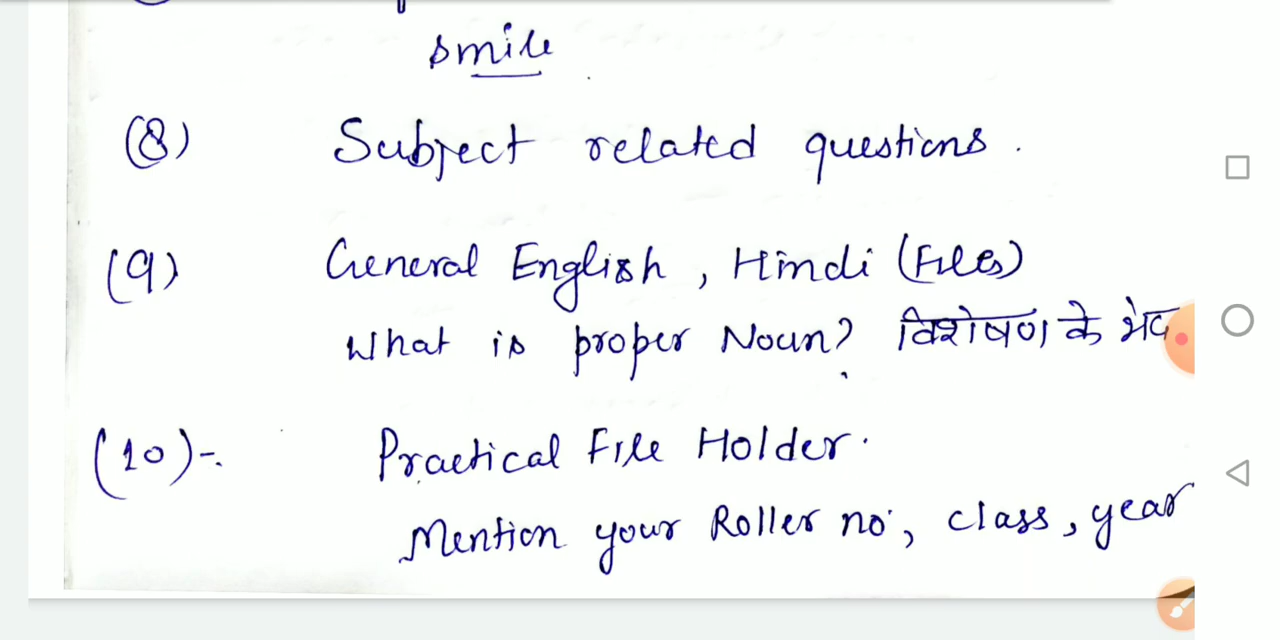 smile
(8) Subject related questions.
(9) General English, Hindi (Files)
What is proper Noun? विशेषण के भेद
(10)-. Practical File Holder.
Mention your Roller no, class, year